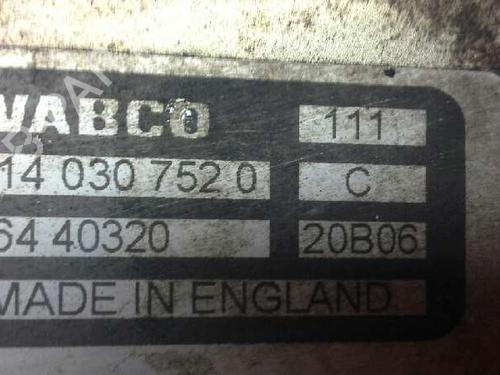 WABCO 111
14 030 752 0 C
64 40320 20B06
MADE IN ENGLAND